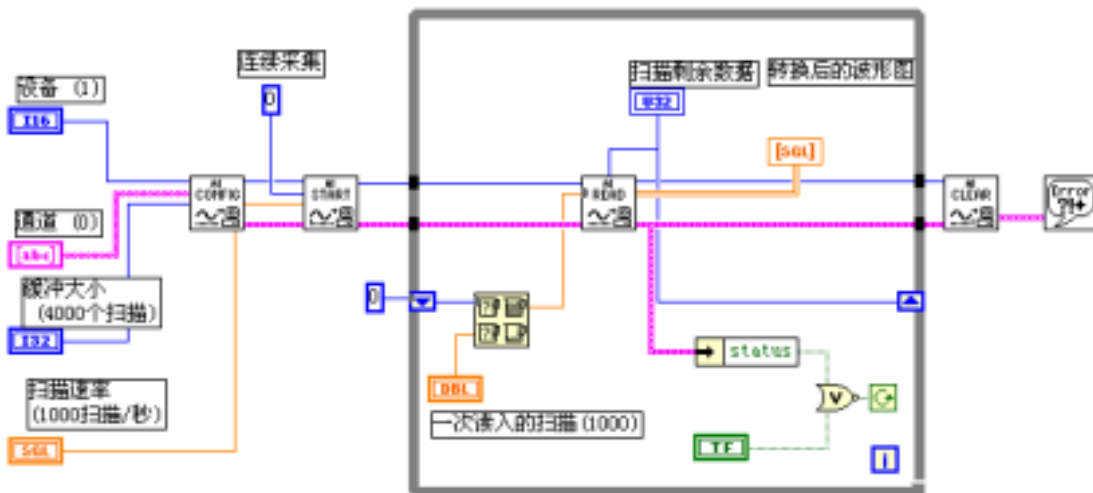 连续采集
0
扫描剩余数据
转换后的波形图
设备 (1)
I16
U32
[SGL]
AI
CONFIG
AI
START
AI
READ
AI
CLEAR
Error
?!+
通道 (0)
[abc]
缓冲大小
(4000个扫描)
I32
0
DBL
status
一次读入的扫描(1000)
扫描速率
(1000扫描/秒)
SGL
V
TF
i